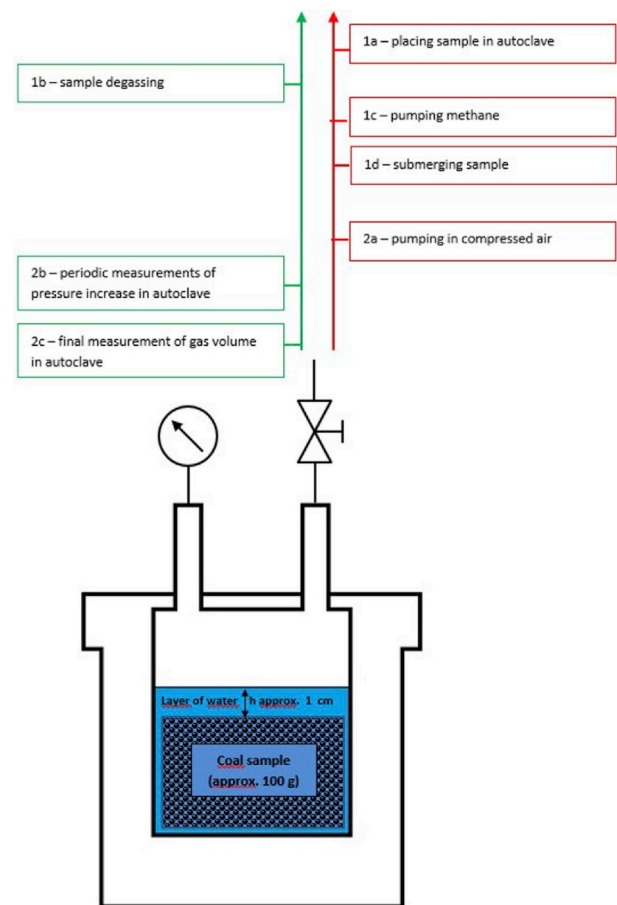 1a – placing sample in autoclave
1b – sample degassing
1c – pumping methane
1d – submerging sample
2a – pumping in compressed air
2b – periodic measurements of
pressure increase in autoclave
2c – final measurement of gas volume
in autoclave
Layer of water h approx. 1 cm
Coal sample
(approx. 100 g)